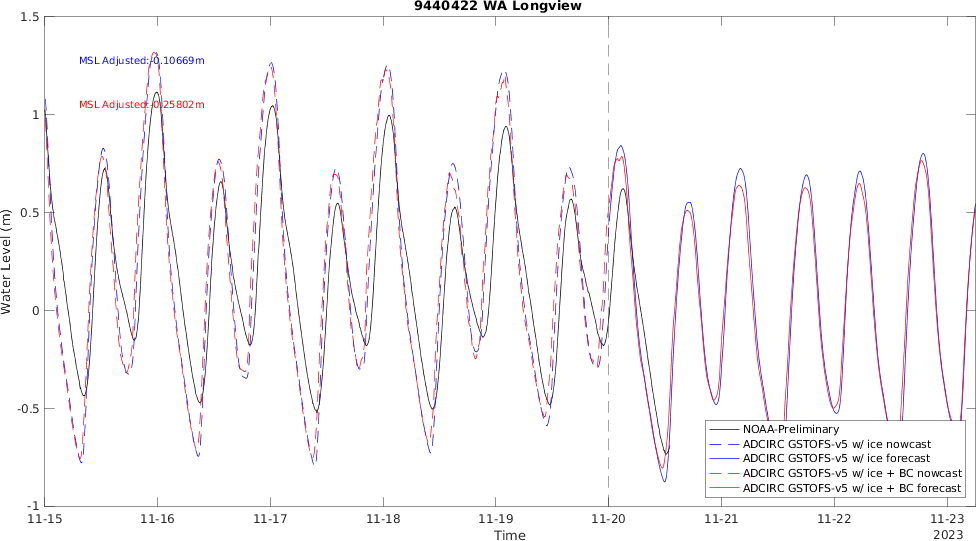 9440422 WA Longview
1.5
MSL Adjusted:-0.10669m
MSL Adjusted:-0.25802m
1
0.5
Water Level (m)
0
-0.5
NOAA-Preliminary
ADCIRC GSTOFS-v5 w/ ice nowcast
ADCIRC GSTOFS-v5 w/ ice forecast
ADCIRC GSTOFS-v5 w/ ice + BC nowcast
ADCIRC GSTOFS-v5 w/ ice + BC forecast
-1
11-15 11-16 11-17 11-18 11-19 11-20 11-21 11-22 11-23
Time
2023